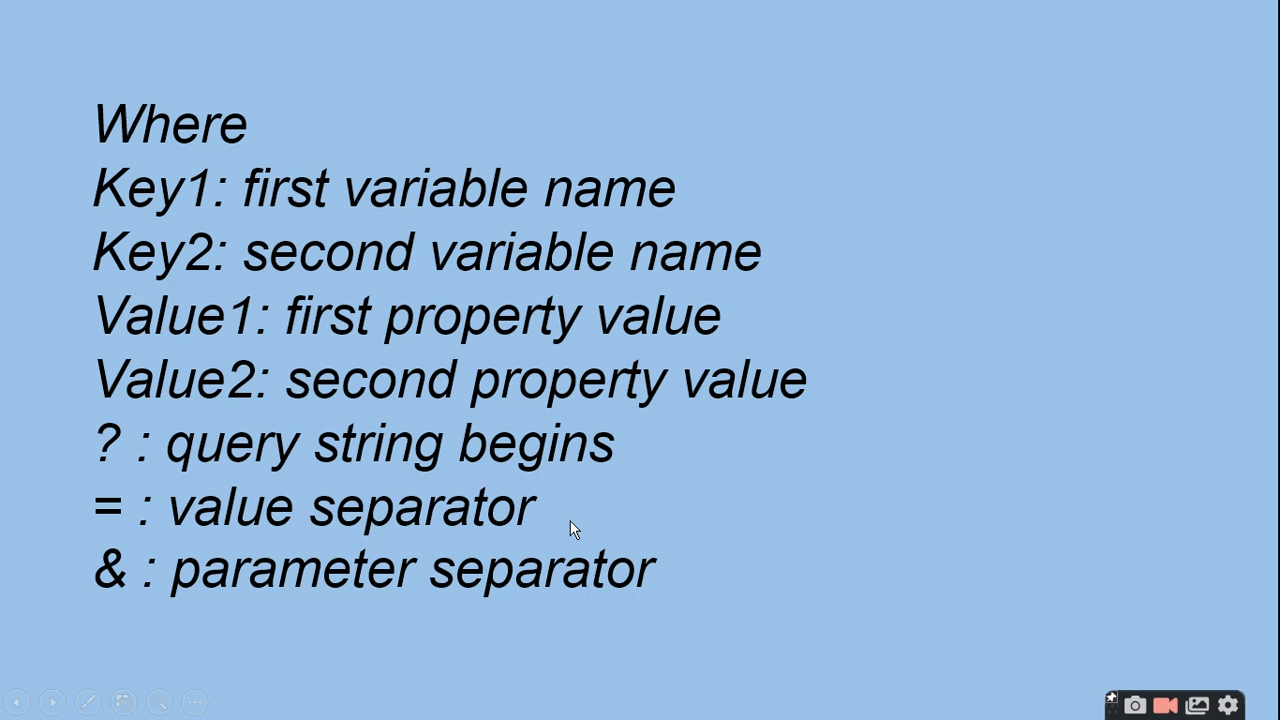 Where
Key1: first variable name
Key2: second variable name
Value1: first property value
Value2: second property value
? : query string begins
= : value separator
& : parameter separator